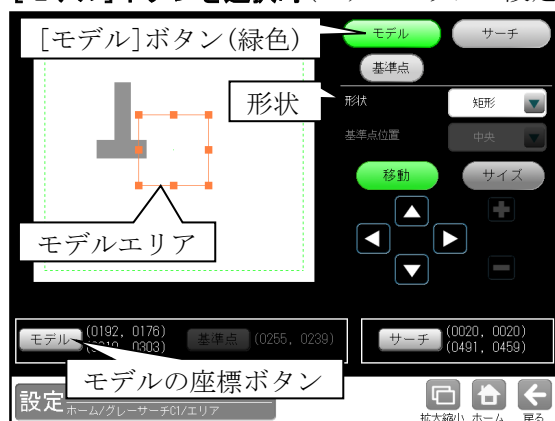 [モデル]ボタン(緑色)
モデル
サーチ
基準点
形状
形状
矩形
基準点位置
中央
移動
サイズ
モデルエリア
モデル
(0192, 0176)
基準点
(0255, 0239)
サーチ
(0020, 0020)
(0491, 0459)
モデルの座標ボタン
設定
ホーム/グレーサーチC1/エリア
拡大縮小
ホーム
戻る